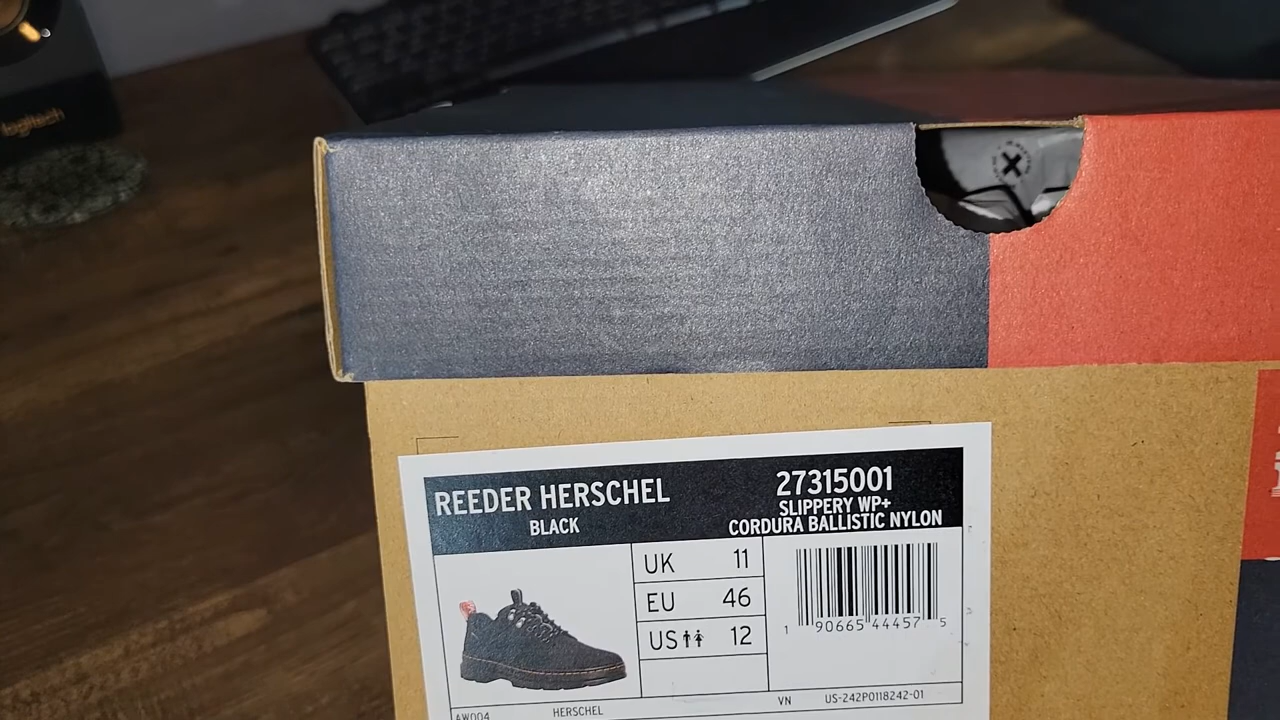 logitech
REEDER HERSCHEL
BLACK
27315001
SLIPPERY WP+
CORDURA BALLISTIC NYLON
UK 11
EU 46
US 12
1 90665 44457 5
VN US-242P0118242-01
AW004 HERSCHEL